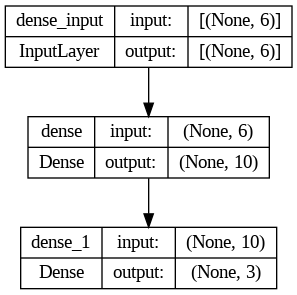 dense_input input: [(None, 6)]
InputLayer output: [(None, 6)]
dense input: (None, 6)
Dense output: (None, 10)
dense_1 input: (None, 10)
Dense output: (None, 3)